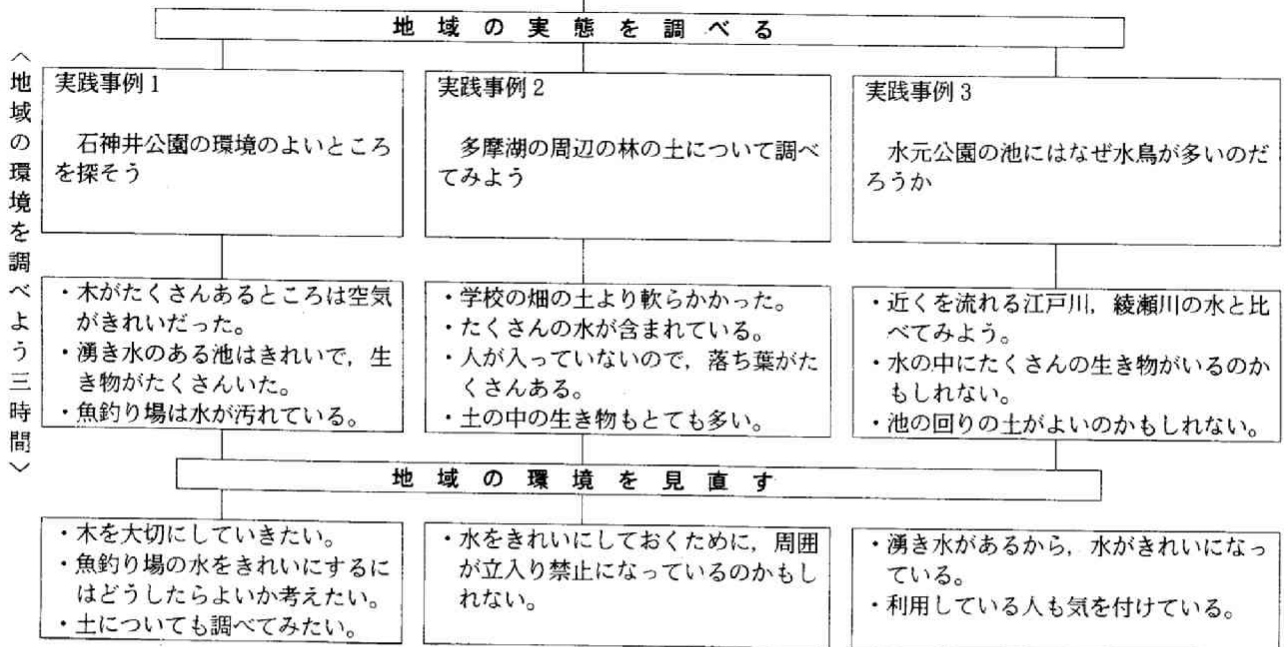 地域の実態を調べる
〈地域の環境を調べよう三時間〉
実践事例1
石神井公園の環境のよいところ
を探そう
実践事例2
多摩湖の周辺の林の土について調べ
てみよう
実践事例3
水元公園の池にはなぜ水鳥が多いのだ
ろうか
・木がたくさんあるところは空気
がきれいだった。
・湧き水のある池はきれいで，生
き物がたくさんいた。
・魚釣り場は水が汚れている。
・学校の畑の土より軟らかかった。
・たくさんの水が含まれている。
・人が入っていないので，落ち葉がた
くさんある。
・土の中の生き物もとても多い。
・近くを流れる江戸川，綾瀬川の水と比
べてみよう。
・水の中にたくさんの生き物がいるのか
もしれない。
・池の回りの土がよいのかもしれない。
地域の環境を見直す
・木を大切にしていきたい。
・魚釣り場の水をきれいにするに
はどうしたらよいか考えたい。
・土についても調べてみたい。
・水をきれいにしておくために，周囲
が立入り禁止になっているのかもし
れない。
・湧き水があるから，水がきれいになっ
ている。
・利用している人も気を付けている。